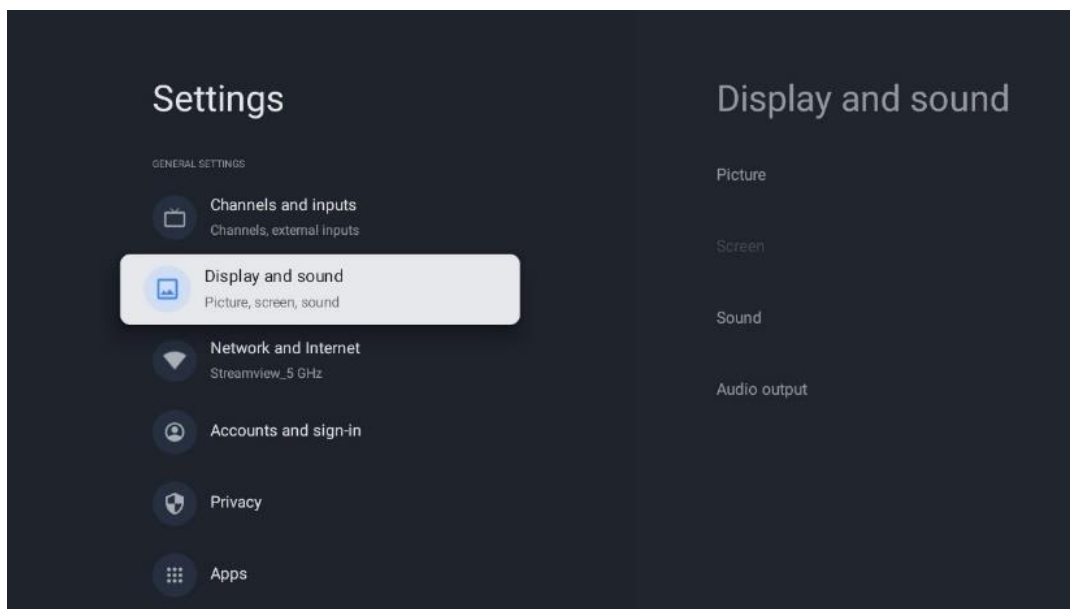 Settings
GENERAL SETTINGS
Channels and inputs
Channels, external inputs
Display and sound
Picture, screen, sound
Network and Internet
Streamview_5 GHz
Accounts and sign-in
Privacy
Apps
Display and sound
Picture
Screen
Sound
Audio output